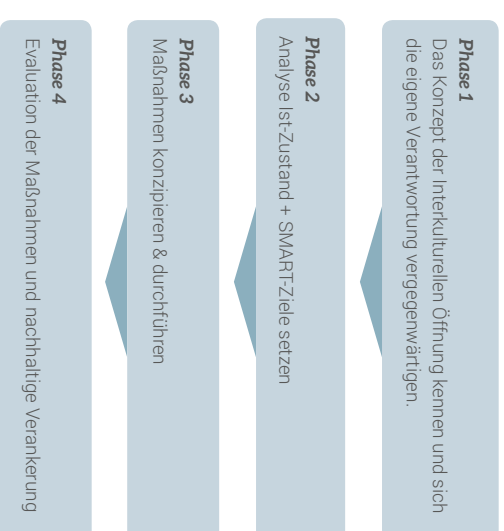 Phase 1
Das Konzept der Interkulturellen Öffnung kennen und sich
die eigene Verantwortung vergegenwärtigen.
Phase 2
Analyse Ist-Zustand + SMART-Ziele setzen
Phase 3
Maßnahmen konzipieren & durchführen
Phase 4
Evaluation der Maßnahmen und nachhaltige Verankerung